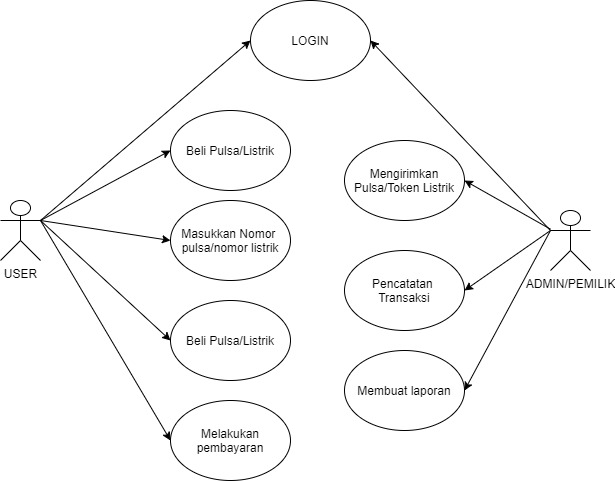 LOGIN
Beli Pulsa/Listrik
Mengirimkan
Pulsa/Token Listrik
Masukkan Nomor
pulsa/nomor listrik
USER
ADMIN/PEMILIK
Pencatatan
Transaksi
Beli Pulsa/Listrik
Membuat laporan
Melakukan
pembayaran